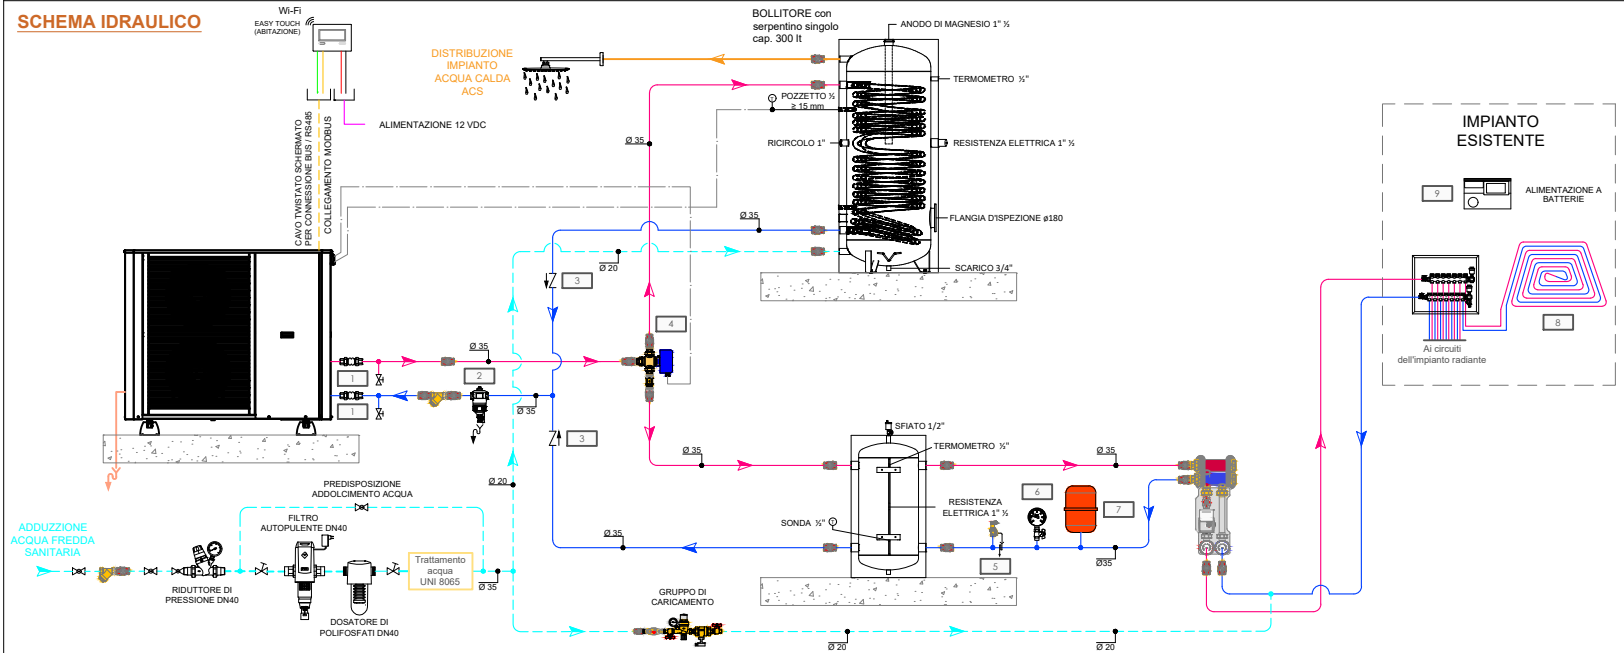 SCHEMA IDRAULICO
Wi-Fi
EASY TOUCH
(ABITAZIONE)
ALIMENTAZIONE 12 VDC
CAVO TWISTATO SCHERMATO
PER CONNESSIONE BUS / RS485
COLLEGAMENTO MODBUS
DISTRIBUZIONE
IMPIANTO
ACQUA CALDA
ACS
BOLLITORE con
serpentino singolo
cap. 300 lt
ANODO DI MAGNESIO 1" ½
TERMOMETRO ½"
T
POZZETTO ½
≥ 15 mm
Ø 35
RICIRCOLO 1"
RESISTENZA ELETTRICA 1" ½
Ø 35
FLANGIA D'ISPEZIONE ø180
Ø 20
SCARICO 3/4"
3
4
Ø 35
1
2
1
Ø 35
3
IMPIANTO
ESISTENTE
9
ALIMENTAZIONE A
BATTERIE
8
Ai circuiti
dell'impianto radiante
SFIATO 1/2"
TERMOMETRO ½"
Ø 35
Ø 35
RESISTENZA
ELETTRICA 1" ½
SONDA ½"
T
6
7
5
Ø 35
Ø35
Ø 20
PREDISPOSIZIONE
ADDOLCIMENTO ACQUA
FILTRO
AUTOPULENTE DN40
ADDUZZIONE
ACQUA FREDDA
SANITARIA
RIDUTTORE DI
PRESSIONE DN40
DOSATORE DI
POLIFOSFATI DN40
Trattamento
acqua
UNI 8065
Ø 35
GRUPPO DI
CARICAMENTO
Ø 20
Ø 20